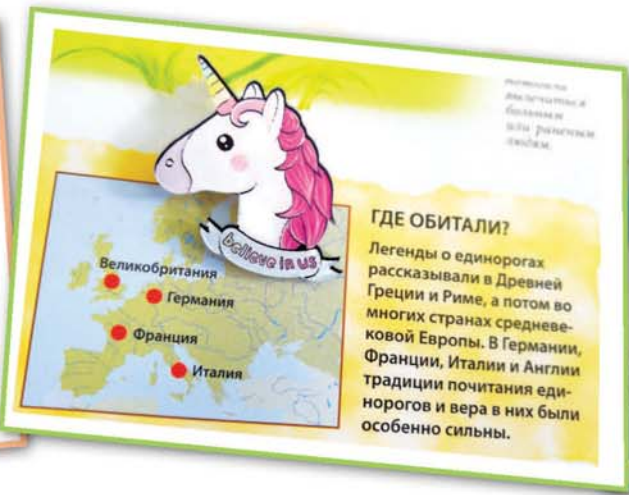 вылечиться
больным
или раненым
людям.
believe in us
Великобритания
Германия
Франция
Италия
ГДЕ ОБИТАЛИ?
Легенды о единорогах
рассказывали в Древней
Греции и Риме, а потом во
многих странах средневе-
ковой Европы. В Германии,
Франции, Италии и Англии
традиции почитания еди-
норогов и вера в них были
особенно сильны.